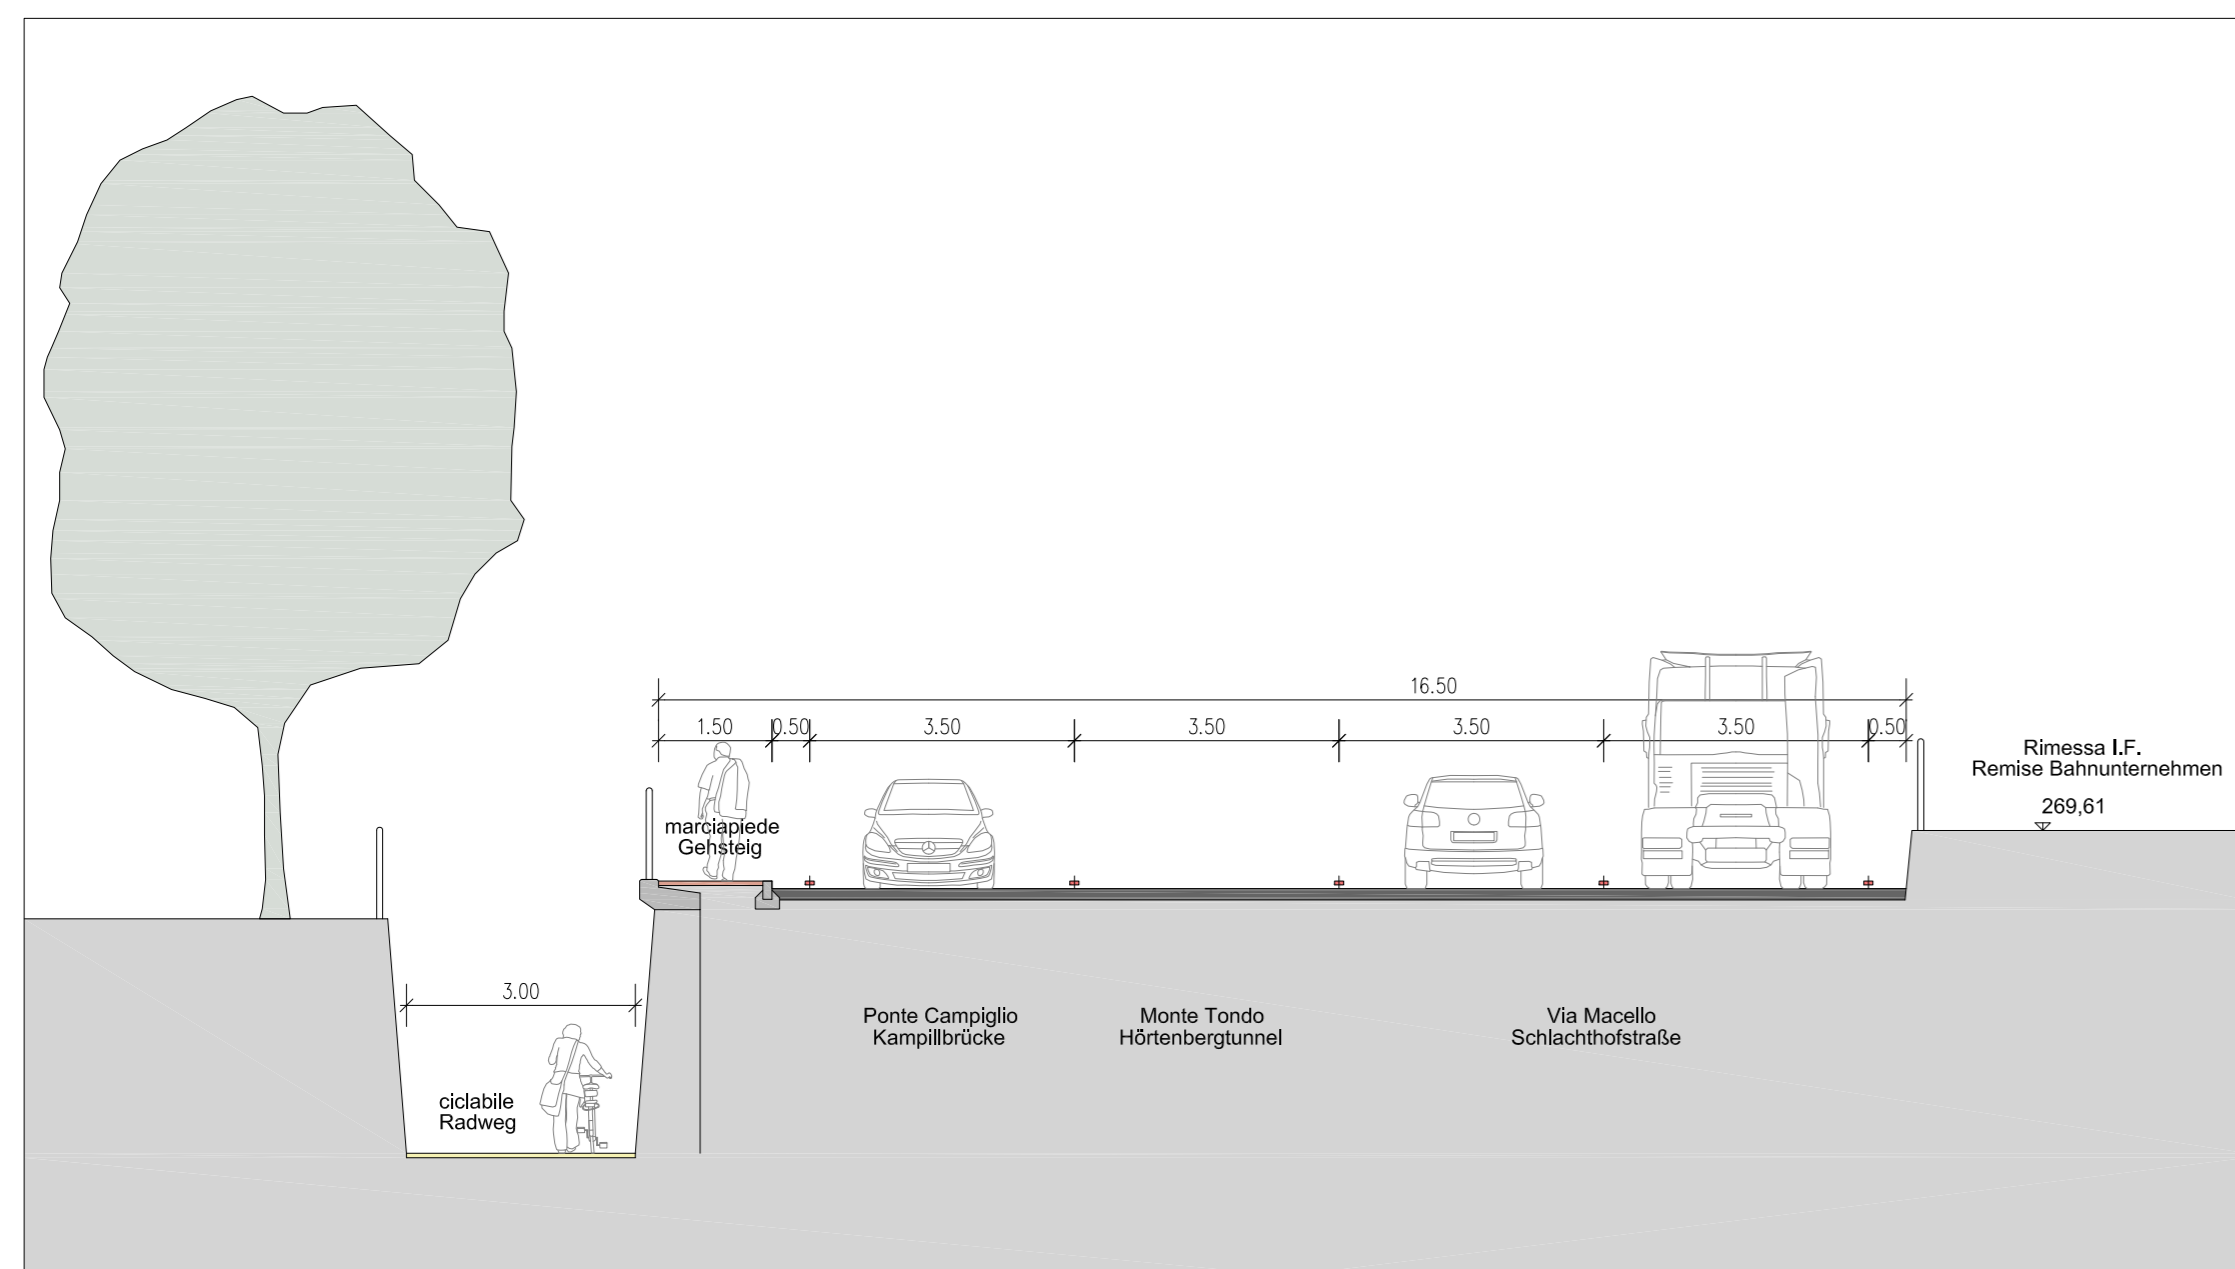 16.50
1.50 0.50 3.50 3.50 3.50 3.50 0.50
Rimessa I.F.
Remise Bahnunternehmen
269,61
marciapiede
Gehsteig
3.00
ciclabile
Radweg
Ponte Campiglio
Kampillbrücke
Monte Tondo
Hörtenbergtunnel
Via Macello
Schlachthofstraße